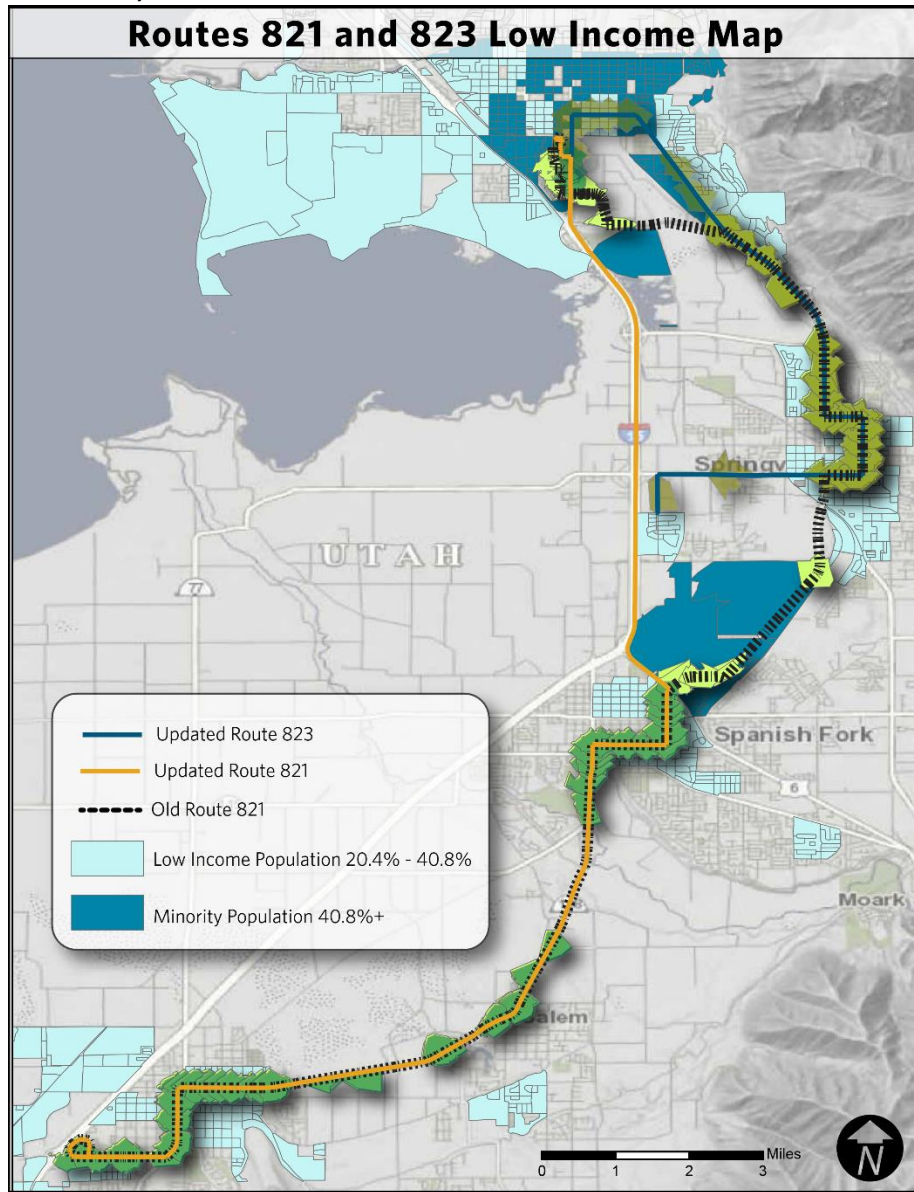 Routes 821 and 823 Low Income Map
Springv
UTAH
77
Updated Route 823
Updated Route 821
Old Route 821
Low Income Population 20.4% - 40.8%
Minority Population 40.8%+
Spanish Fork
6
Moark
alem
Miles
0 1 2 3
N